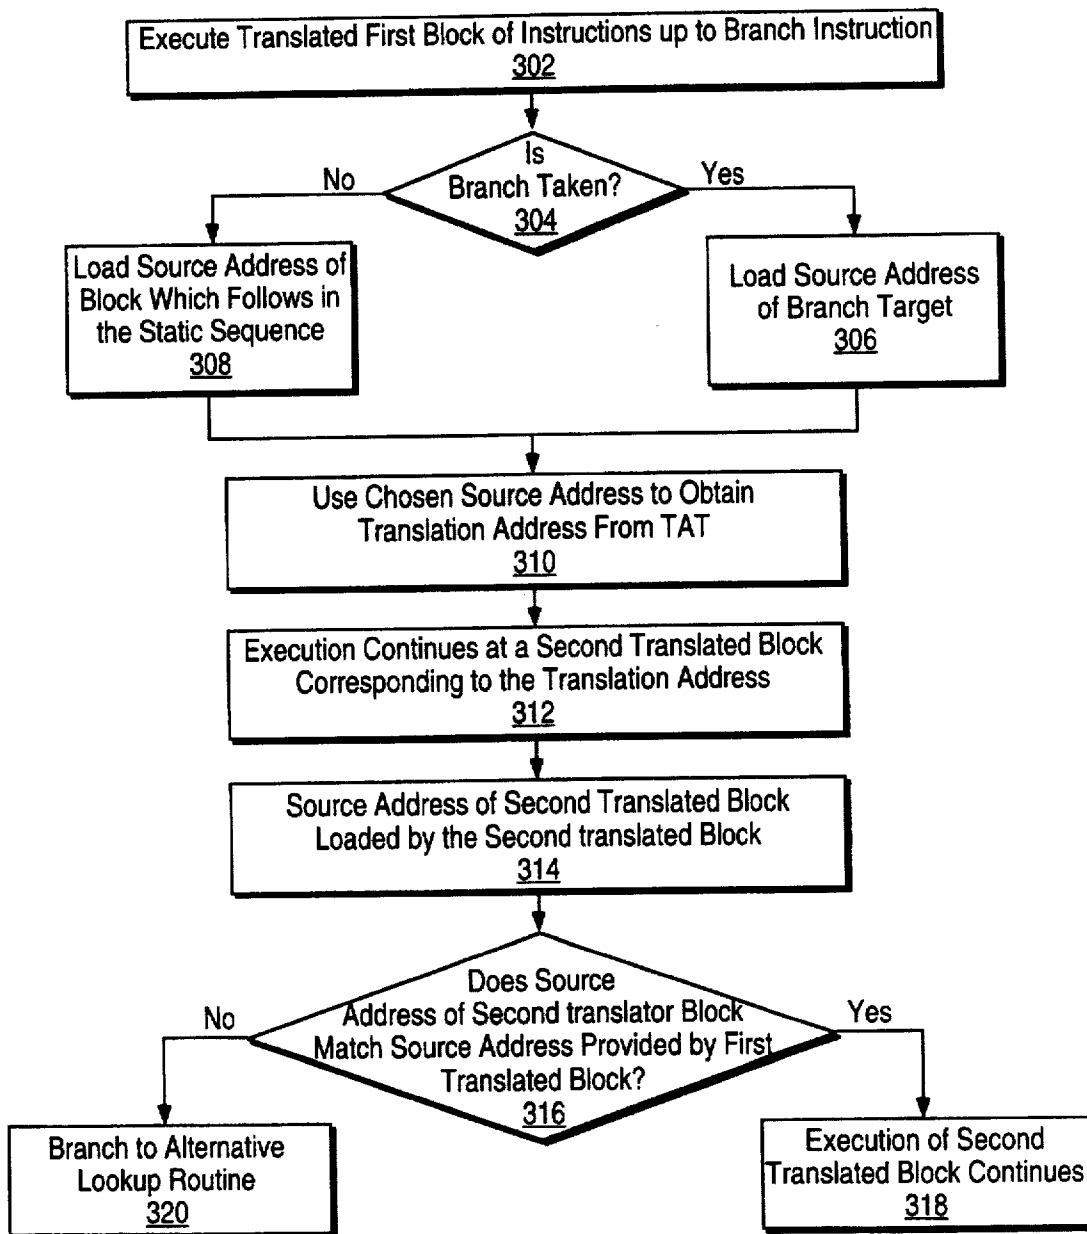 Execute Translated First Block of Instructions up to Branch Instruction
302
Is
Branch Taken?
304
No
Yes
Load Source Address of
Block Which Follows in
the Static Sequence
308
Load Source Address
of Branch Target
306
Use Chosen Source Address to Obtain
Translation Address From TAT
310
Execution Continues at a Second Translated Block
Corresponding to the Translation Address
312
Source Address of Second Translated Block
Loaded by the Second translated Block
314
Does Source
Address of Second translator Block
Match Source Address Provided by First
Translated Block?
316
No
Yes
Branch to Alternative
Lookup Routine
320
Execution of Second
Translated Block Continues
318